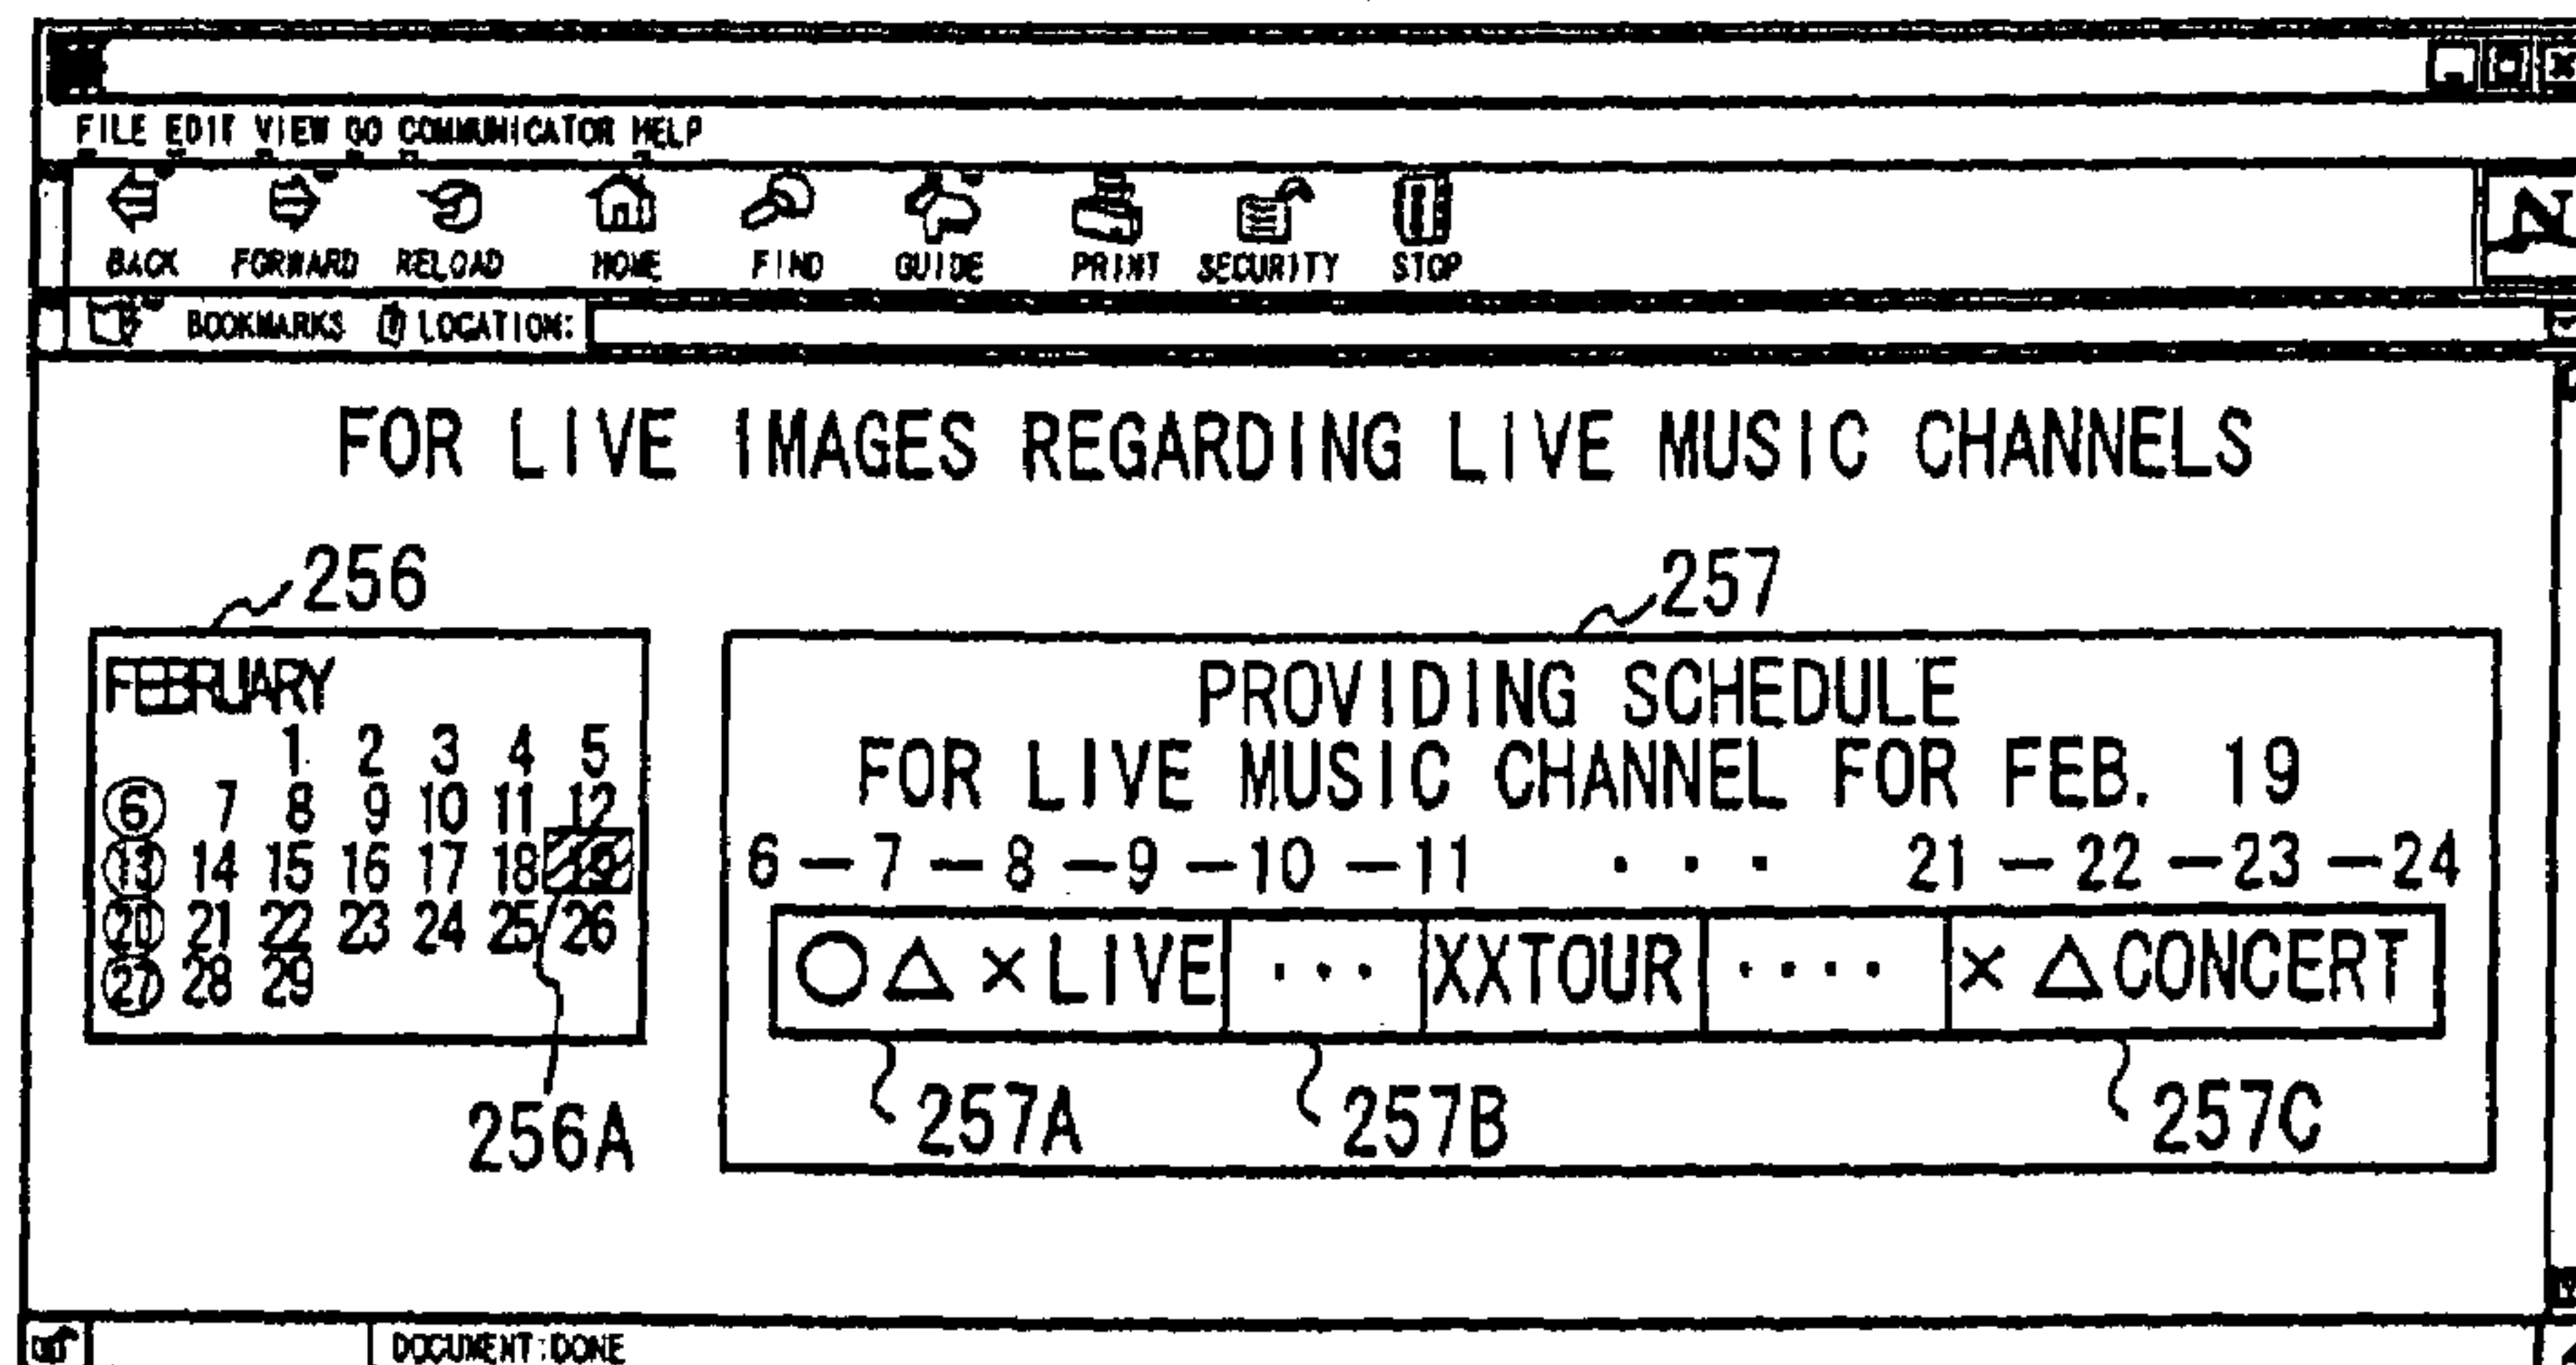 FILE EDIT VIEW GO COMMUNICATOR HELP
BACK FORWARD RELOAD HOME FIND GUIDE PRINT SECURITY STOP
N
BOOKMARKS LOCATION:
FOR LIVE IMAGES REGARDING LIVE MUSIC CHANNELS
256
257
FEBRUARY
1 2 3 4 5
6 7 8 9 10 11 12
13 14 15 16 17 18 19
20 21 22 23 24 25 26
27 28 29
256A
PROVIDING SCHEDULE
FOR LIVE MUSIC CHANNEL FOR FEB. 19
6 — 7 — 8 — 9 — 10 — 11 · · · 21 — 22 — 23 — 24
○△×LIVE ··· XXTOUR ···· ×△CONCERT
257A 257B 257C
DOCUMENT:DONE